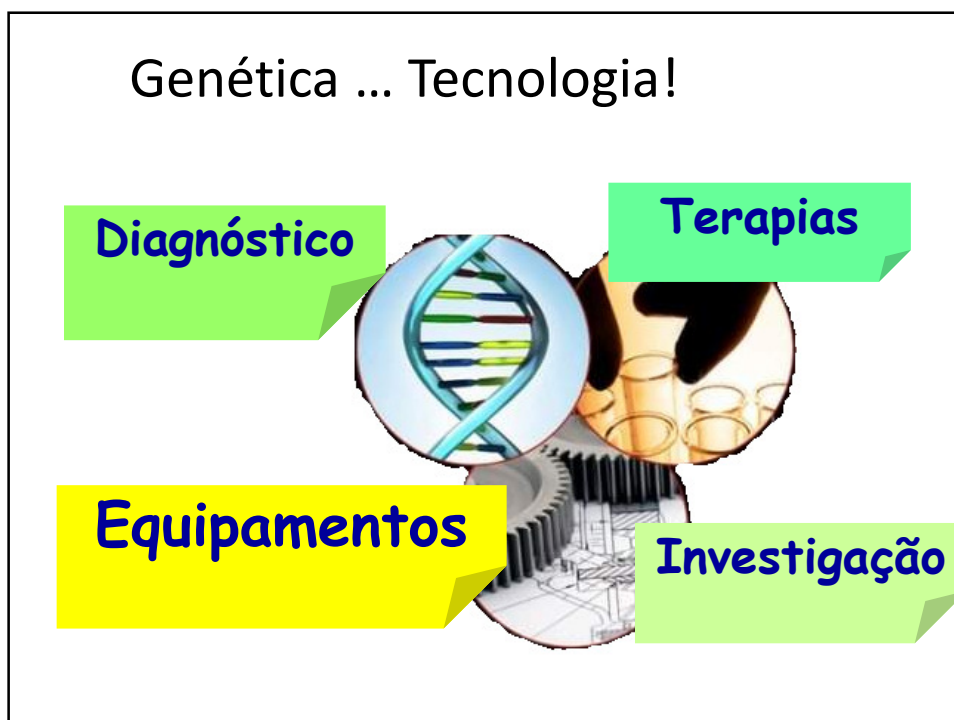 Genética … Tecnologia!
Diagnóstico
Terapias
Equipamentos
Investigação